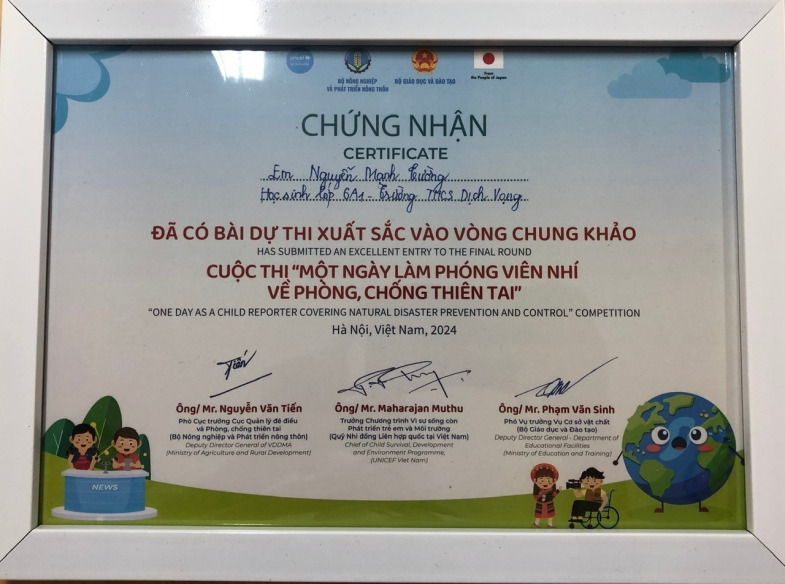 unicef
BỘ NÔNG NGHIỆP
VÀ PHÁT TRIỂN NÔNG THÔN
BỘ GIÁO DỤC VÀ ĐÀO TẠO
From
the People of Japan
CHỨNG NHẬN
CERTIFICATE
Em Nguyễn Mạnh Cường
Học sinh lớp 6A1 - Trường THCS Dịch Vọng
ĐÃ CÓ BÀI DỰ THI XUẤT SẮC VÀO VÒNG CHUNG KHẢO
HAS SUBMITTED AN EXCELLENT ENTRY TO THE FINAL ROUND
CUỘC THI “MỘT NGÀY LÀM PHÓNG VIÊN NHÍ
VỀ PHÒNG, CHỐNG THIÊN TAI”
“ONE DAY AS A CHILD REPORTER COVERING NATURAL DISASTER PREVENTION AND CONTROL” COMPETITION
Hà Nội, Việt Nam, 2024
Tiến
Ông/ Mr. Nguyễn Văn Tiến
Phó Cục trưởng Cục Quản lý đê điều
và Phòng, chống thiên tai
(Bộ Nông nghiệp và Phát triển nông thôn)
Deputy Director General of VDDMA
(Ministry of Agriculture and Rural Development)
Ông/ Mr. Maharajan Muthu
Trưởng Chương trình Vì sự sống còn
Phát triển trẻ em và Môi trường
(Quỹ Nhi đồng Liên hợp quốc tại Việt Nam)
Chief of Child Survival, Development
and Environment Programme,
(UNICEF Viet Nam)
Ông/ Mr. Phạm Văn Sinh
Phó Vụ trưởng Vụ Cơ sở vật chất
(Bộ Giáo dục và Đào tạo)
Deputy Director General - Department of
Educational Facilities
(Ministry of Education and Training)
NEWS